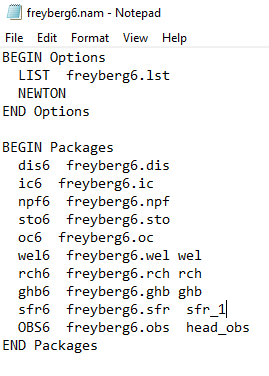 freyberg6.nam - Notepad
File Edit Format View Help
BEGIN Options
LIST freyberg6.lst
NEWTON
END Options
BEGIN Packages
dis6 freyberg6.dis
ic6 freyberg6.ic
npf6 freyberg6.npf
sto6 freyberg6.sto
oc6 freyberg6.oc
wel6 freyberg6.wel wel
rch6 freyberg6.rch rch
ghb6 freyberg6.ghb ghb
sfr6 freyberg6.sfr sfr_1
OBS6 freyberg6.obs head_obs
END Packages